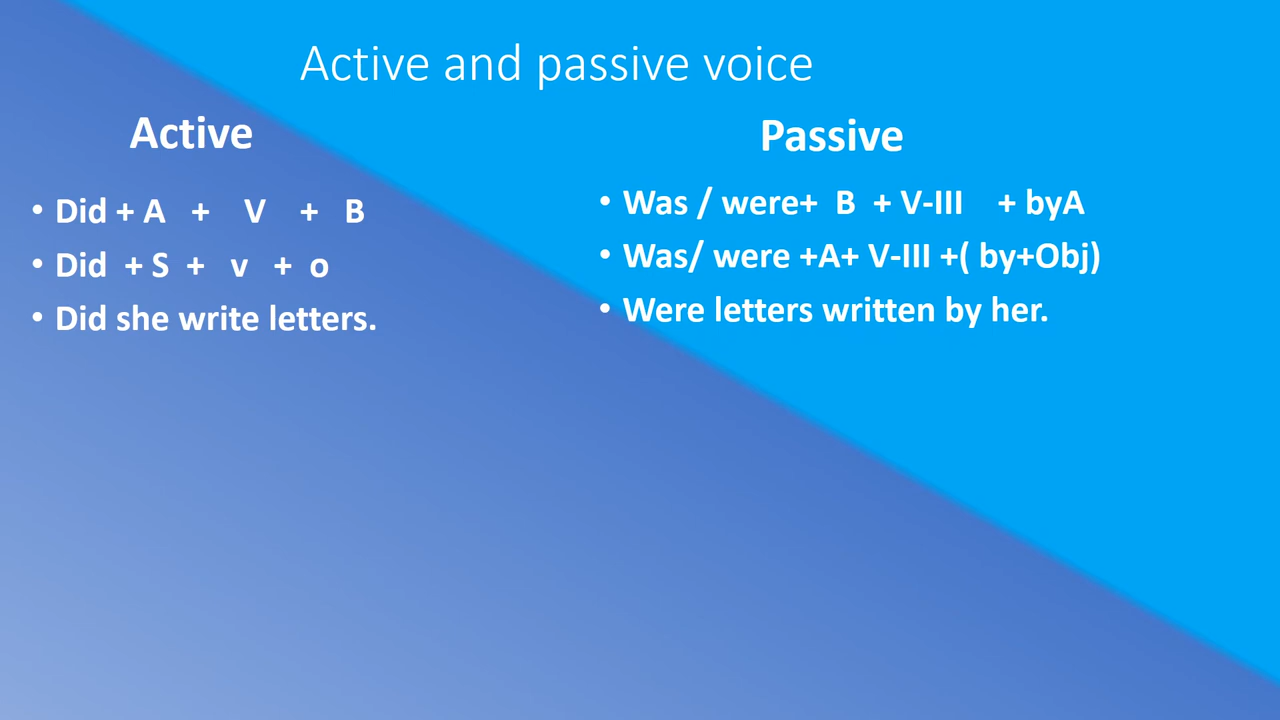 Active and passive voice
Active
• Did + A + V + B
• Did + S + v + o
• Did she write letters.
Passive
• Was / were+ B + V-III + byA
• Was/ were +A+ V-III +( by+Obj)
• Were letters written by her.